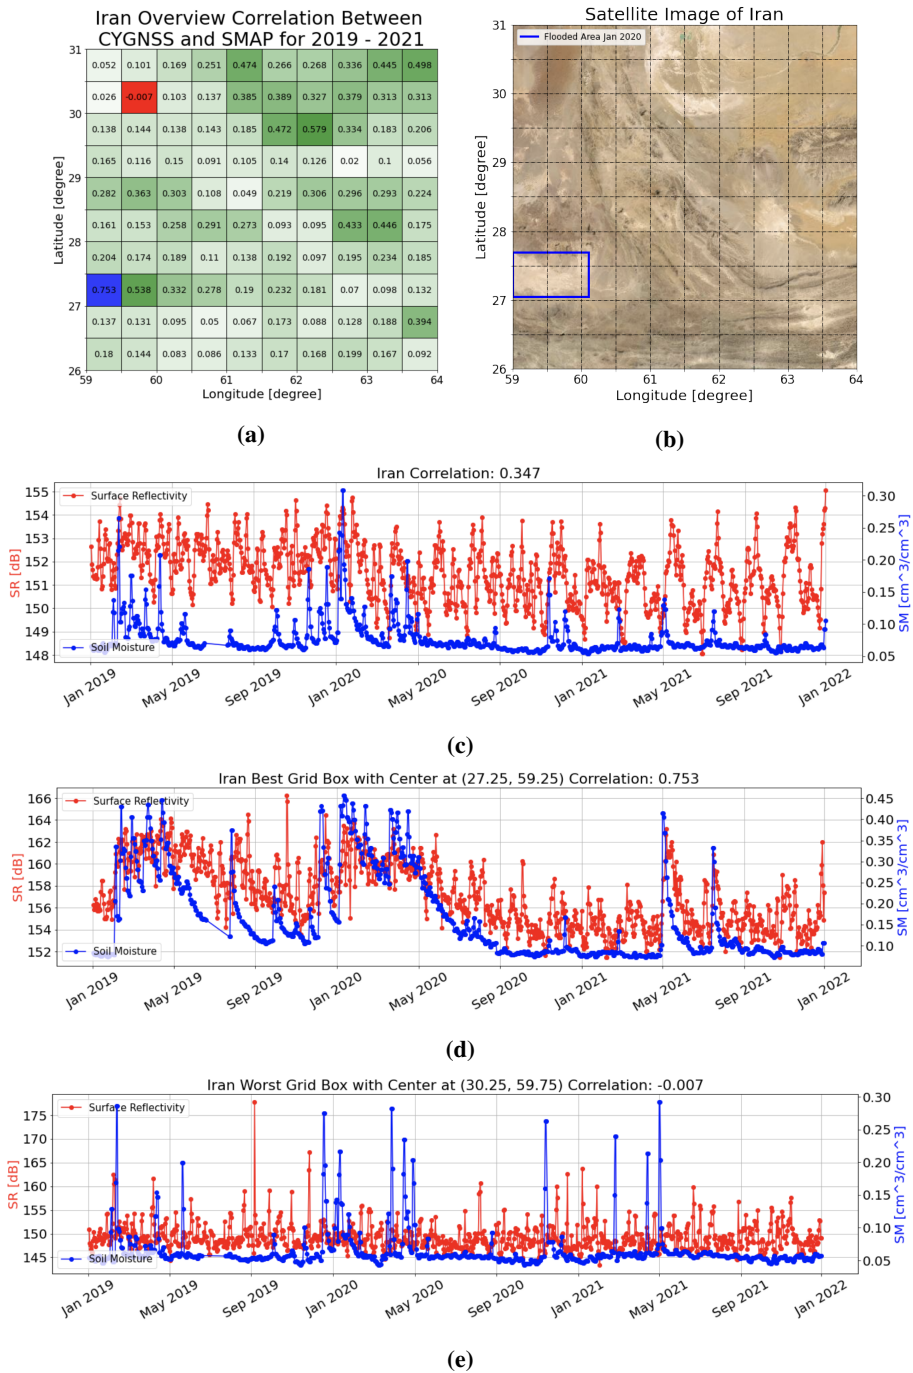 Iran Overview Correlation Between
CYGNSS and SMAP for 2019 - 2021
31
0.052 0.101 0.169 0.251 0.474 0.266 0.268 0.336 0.445 0.498
0.026 -0.007 0.103 0.137 0.385 0.389 0.327 0.379 0.313 0.313
30
0.138 0.144 0.138 0.143 0.185 0.472 0.579 0.334 0.183 0.206
0.165 0.116 0.15 0.091 0.105 0.14 0.126 0.02 0.1 0.056
29
0.282 0.363 0.303 0.108 0.049 0.219 0.306 0.296 0.293 0.224
0.161 0.153 0.258 0.291 0.273 0.093 0.095 0.433 0.446 0.175
28
0.204 0.174 0.189 0.11 0.138 0.192 0.097 0.195 0.234 0.185
0.753 0.538 0.332 0.278 0.19 0.232 0.181 0.07 0.098 0.132
27
0.137 0.131 0.095 0.05 0.067 0.173 0.088 0.128 0.188 0.394
0.18 0.144 0.083 0.086 0.133 0.17 0.168 0.199 0.167 0.092
26
59 60 61 62 63 64
Latitude [degree]
Longitude [degree]
(a)
Satellite Image of Iran
Flooded Area Jan 2020
31
30
29
28
27
26
59 60 61 62 63 64
Latitude [degree]
Longitude [degree]
(b)
Iran Correlation: 0.347
Surface Reflectivity
Soil Moisture
155
154
153
152
151
150
149
148
SR [dB]
0.30
0.25
0.20
0.15
0.10
0.05
SM [cm^3/cm^3]
Jan 2019 May 2019 Sep 2019 Jan 2020 May 2020 Sep 2020 Jan 2021 May 2021 Sep 2021 Jan 2022
(c)
Iran Best Grid Box with Center at (27.25, 59.25) Correlation: 0.753
Surface Reflectivity
Soil Moisture
166
164
162
160
158
156
154
152
SR [dB]
0.45
0.40
0.35
0.30
0.25
0.20
0.15
0.10
SM [cm^3/cm^3]
Jan 2019 May 2019 Sep 2019 Jan 2020 May 2020 Sep 2020 Jan 2021 May 2021 Sep 2021 Jan 2022
(d)
Iran Worst Grid Box with Center at (30.25, 59.75) Correlation: -0.007
Surface Reflectivity
Soil Moisture
175
170
165
160
155
150
145
SR [dB]
0.30
0.25
0.20
0.15
0.10
0.05
SM [cm^3/cm^3]
Jan 2019 May 2019 Sep 2019 Jan 2020 May 2020 Sep 2020 Jan 2021 May 2021 Sep 2021 Jan 2022
(e)